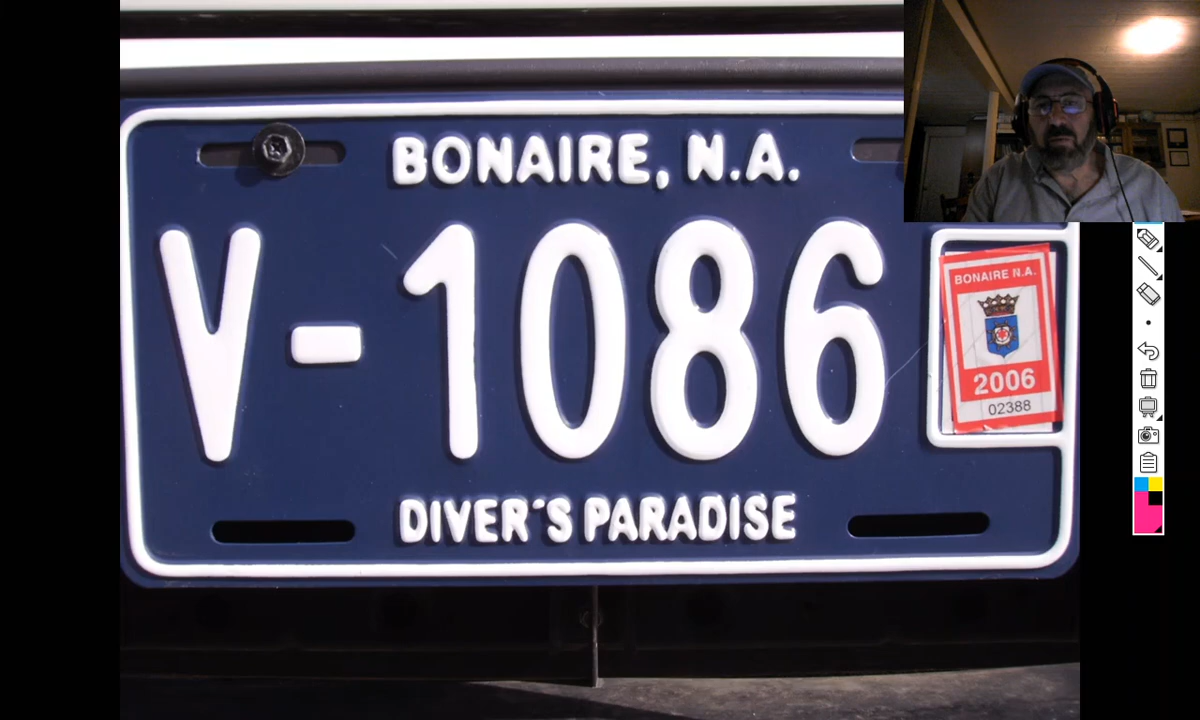 BONAIRE, N.A.
V-1086
BONAIRE N.A.
2006
02388
DIVER'S PARADISE